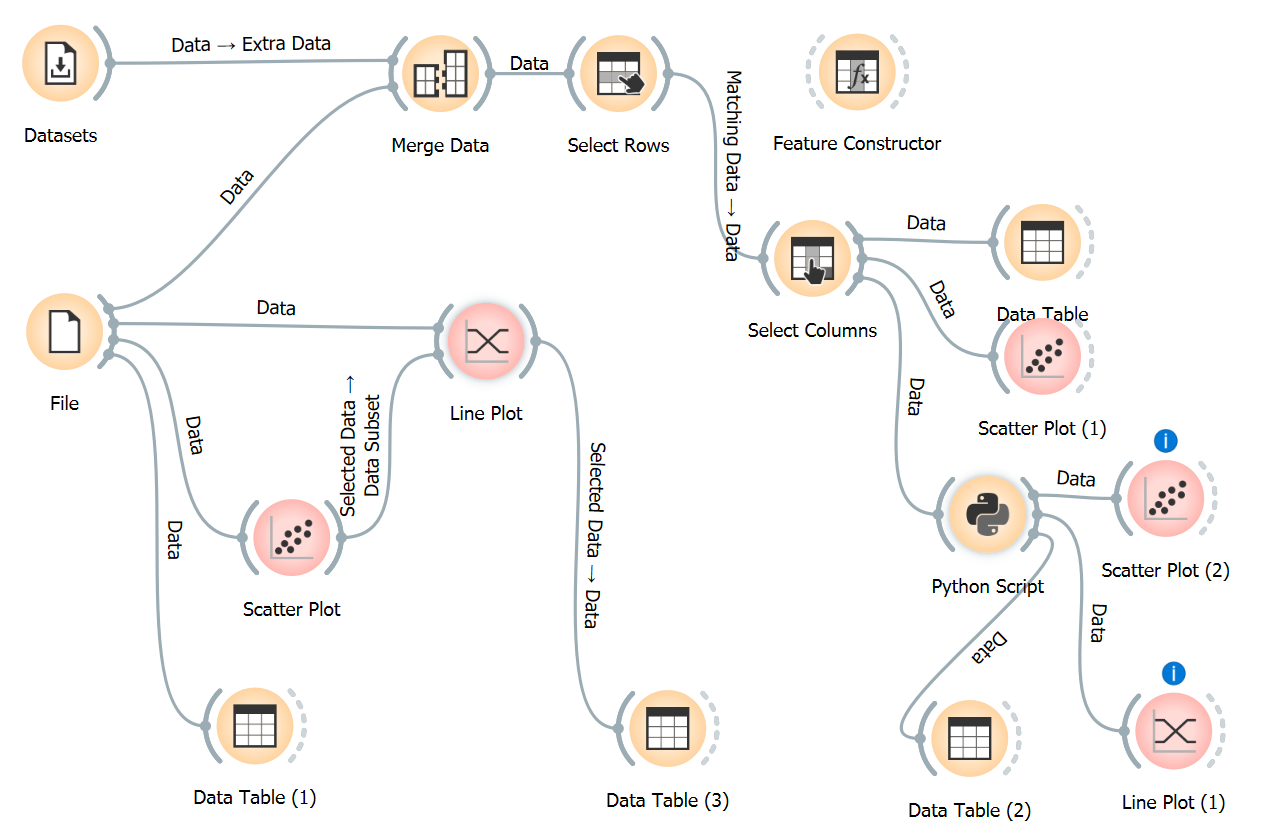 Data → Extra Data
Datasets
Merge Data
Data
Select Rows
Matching Data → Data
Feature Constructor
Data
File
Data
Line Plot
Data
Scatter Plot
Selected Data →
Data Subset
Data
Data Table (1)
Selected Data → Data
Data Table (3)
Select Columns
Data
Data Table
Data
Scatter Plot (1)
Data
Python Script
Data
Scatter Plot (2)
Data
Data Table (2)
Data
Line Plot (1)
i
i
fx